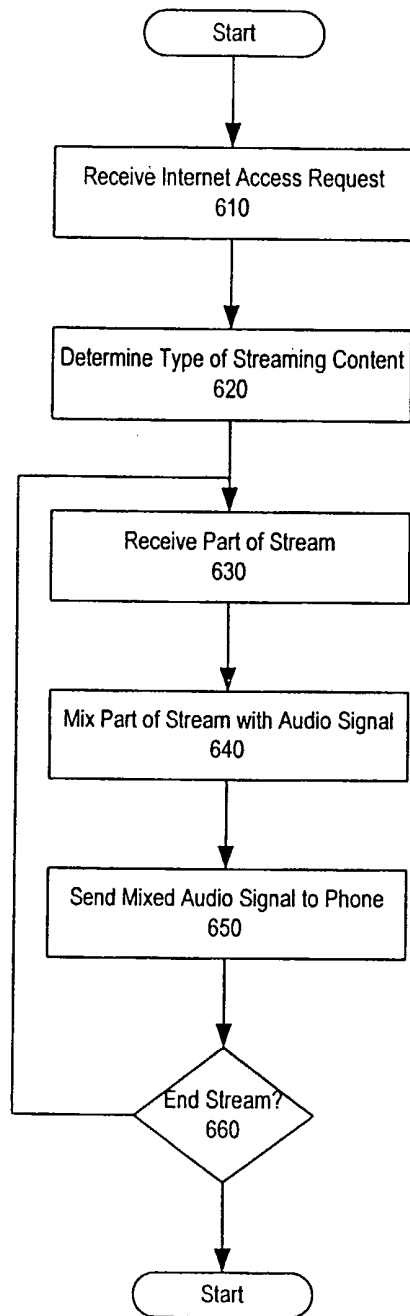 Start
Receive Internet Access Request
610
Determine Type of Streaming Content
620
Receive Part of Stream
630
Mix Part of Stream with Audio Signal
640
Send Mixed Audio Signal to Phone
650
End Stream?
660
Start